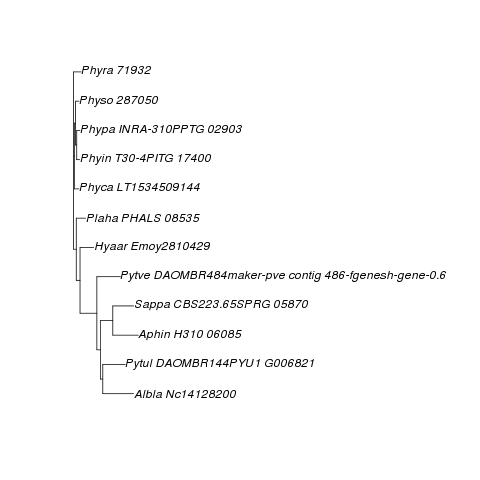 Phyra 71932
Physo 287050
Phypa INRA-310PPTG 02903
Phyin T30-4PITG 17400
Phyca LT1534509144
Plaha PHALS 08535
Hyaar Emoy2810429
Pytve DAOMBR484maker-pve contig 486-fgenesh-gene-0.6
Sappa CBS223.65SPRG 05870
Aphin H310 06085
Pytul DAOMBR144PYU1 G006821
Albla Nc14128200